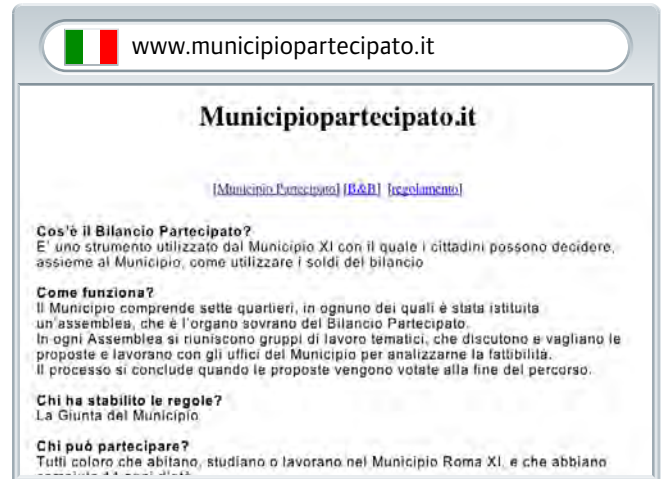 www.municipiopartecipato.it
Municipiopartecipato.it
[Municipio Partecipato] [B&B] [regolamento]
Cos'è il Bilancio Partecipato?
E' uno strumento utilizzato dal Municipio XI con il quale i cittadini possono decidere,
assieme al Municipio, come utilizzare i soldi del bilancio
Come funziona?
Il Municipio comprende sette quartieri, in ognuno dei quali è stata istituita
un'assemblea, che è l'organo sovrano del Bilancio Partecipato.
In ogni Assemblea si riuniscono gruppi di lavoro tematici, che discutono e vagliano le
proposte e lavorano con gli uffici del Municipio per analizzarne la fattibilità.
Il processo si conclude quando le proposte vengono votate alla fine del percorso.
Chi ha stabilito le regole?
La Giunta del Municipio
Chi può partecipare?
Tutti coloro che abitano, studiano o lavorano nel Municipio Roma XI, e che abbiano